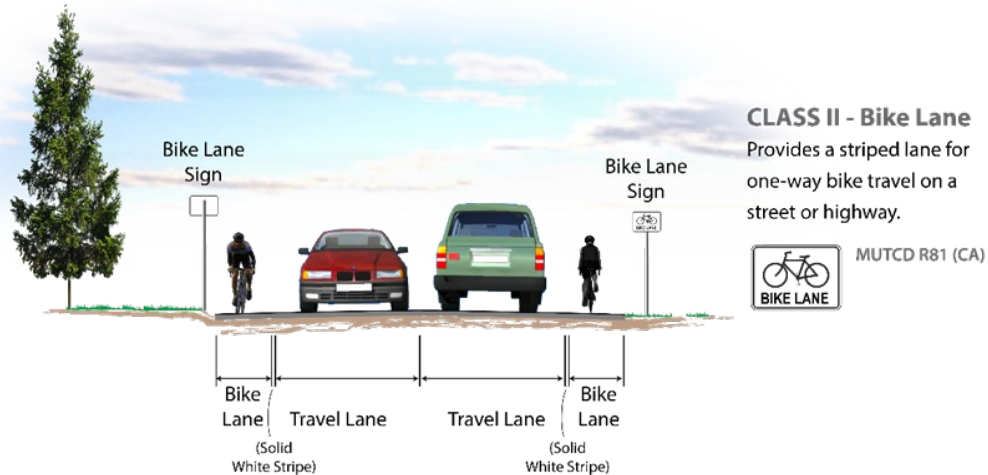 CLASS II - Bike Lane
Provides a striped lane for
one-way bike travel on a
street or highway.
MUTCD R81 (CA)
BIKE LANE
Bike Lane
Sign
Bike Lane
Sign
BIKE LANE
Bike
Lane
Travel Lane
Travel Lane
Bike
Lane
(Solid
White Stripe)
(Solid
White Stripe)